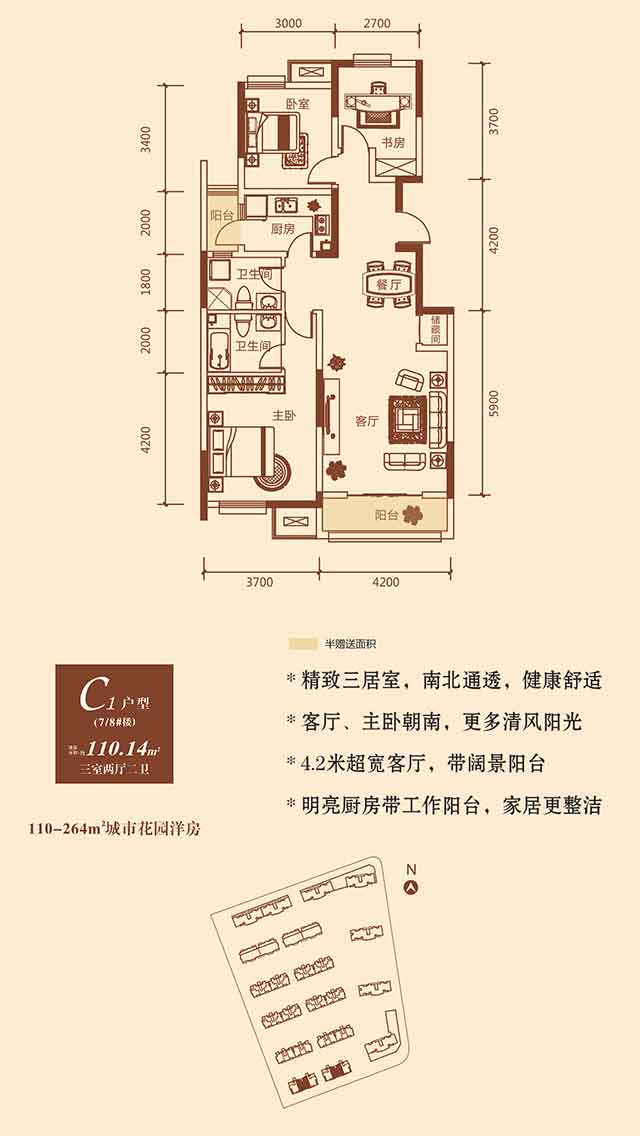 3000
2700
3400
2000
1800
2000
4200
3700
4200
5900
卧室
书房
阳台
厨房
卫生间
餐厅
储藏间
卫生间
主卧
客厅
阳台
3700
4200
半赠送面积
C1户型
(7/8#楼)
110.14m²
三室两厅二卫
110-264m²城市花园洋房
* 精致三居室，南北通透，健康舒适
* 客厅、主卧朝南，更多清风阳光
* 4.2米超宽客厅，带阔景阳台
* 明亮厨房带工作阳台，家居更整洁
N